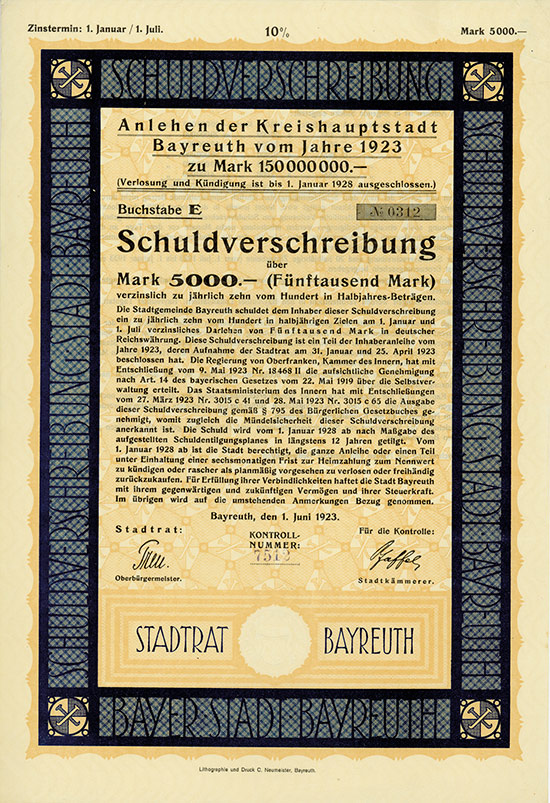 Zinstermin: 1. Januar / 1. Juli.
10%
Mark 5000.—
SCHULDVERSCHREIBUNG
Anlehen der Kreishauptstadt
Bayreuth vom Jahre 1923
zu Mark 150000000.—
(Verlosung und Kündigung ist bis 1. Januar 1928 ausgeschlossen.)
Buchstabe E
№ 0312
Schuldverschreibung
über
Mark 5000.— (Fünftausend Mark)
verzinslich zu jährlich zehn vom Hundert in Halbjahres-Beträgen.
Die Stadtgemeinde Bayreuth schuldet dem Inhaber dieser Schuldverschreibung
ein zu jährlich zehn vom Hundert in halbjährigen Zielen am 1. Januar und
1. Juli verzinsliches Darlehen von Fünftausend Mark in deutscher
Reichswährung. Diese Schuldverschreibung ist ein Teil der Inhaberanleihe vom
Jahre 1923, deren Aufnahme der Stadtrat am 31. Januar und 25. April 1923
beschlossen hat. Die Regierung von Oberfranken, Kammer des Innern, hat mit
Entschließung vom 9. Mai 1923 Nr. 18468 II die aufsichtliche Genehmigung
nach Art. 14 des bayerischen Gesetzes vom 22. Mai 1919 über die Selbstver-
waltung erteilt. Das Staatsministerium des Innern hat mit Entschließungen
vom 27. März 1923 Nr. 3015 c 41 und 28. Mai 1923 Nr. 3015 c 65 die Ausgabe
dieser Schuldverschreibung gemäß § 795 des Bürgerlichen Gesetzbuches ge-
nehmigt, womit zugleich die Mündelsicherheit dieser Schuldverschreibung
anerkannt ist. Die Schuld wird vom 1. Januar 1928 ab nach Maßgabe des
aufgestellten Schuldentilgungsplanes in längstens 12 Jahren getilgt. Vom
1. Januar 1928 ab ist die Stadt berechtigt, die ganze Anleihe oder einen Teil
unter Einhaltung einer sechsmonatigen Frist zur Heimzahlung zum Nennwert
zu kündigen oder rascher als planmäßig vorgesehen zu verlosen oder freihändig
zurückzukaufen. Für Erfüllung ihrer Verbindlichkeiten haftet die Stadt Bayreuth
mit ihrem gegenwärtigen und zukünftigen Vermögen und ihrer Steuerkraft.
Im übrigen wird auf die umstehenden Anmerkungen Bezug genommen.
Bayreuth, den 1. Juni 1923.
Stadtrat:
KONTROLL-
NUMMER:
7512
Für die Kontrolle:
Oberbürgermeister.
Stadtkämmerer.
STADTRAT BAYREUTH
BAYER. STADT BAYREUTH
SCHULDVERSCHREIBUNG STADT BAYREUTH
SCHULDVERSCHREIBUNG STADT BAYREUTH
Lithographie und Druck C. Neumeister, Bayreuth.